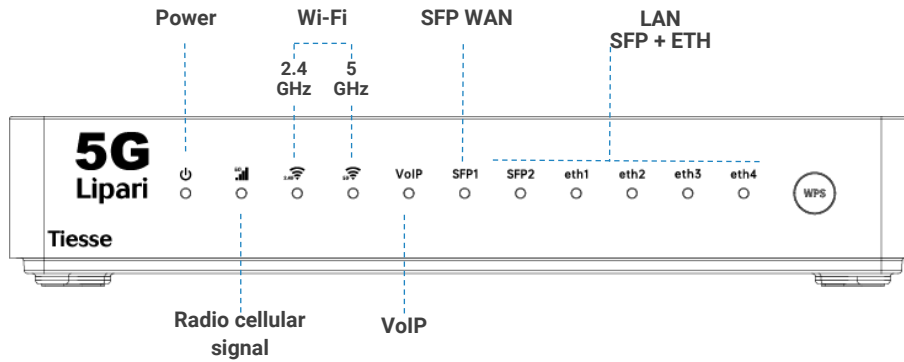 Power
Wi-Fi
SFP WAN
LAN
SFP + ETH
2.4
GHz
5
GHz
5G
Lipari
VoIP
SFP1
SFP2
eth1
eth2
eth3
eth4
WPS
Tiesse
Radio cellular
signal
VoIP